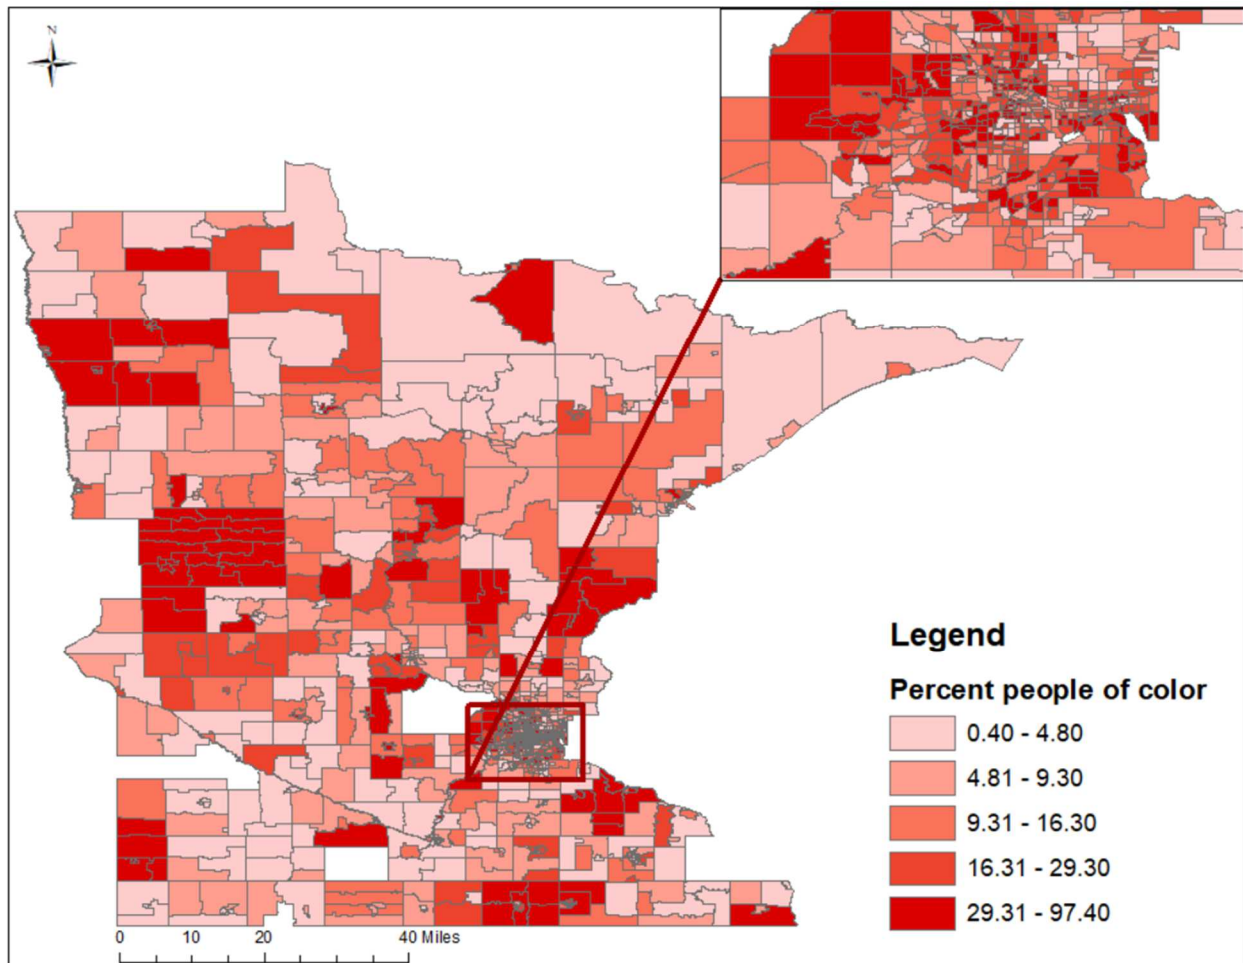 N
Legend
Percent people of color
0.40 - 4.80
4.81 - 9.30
9.31 - 16.30
16.31 - 29.30
29.31 - 97.40
0 10 20 40 Miles